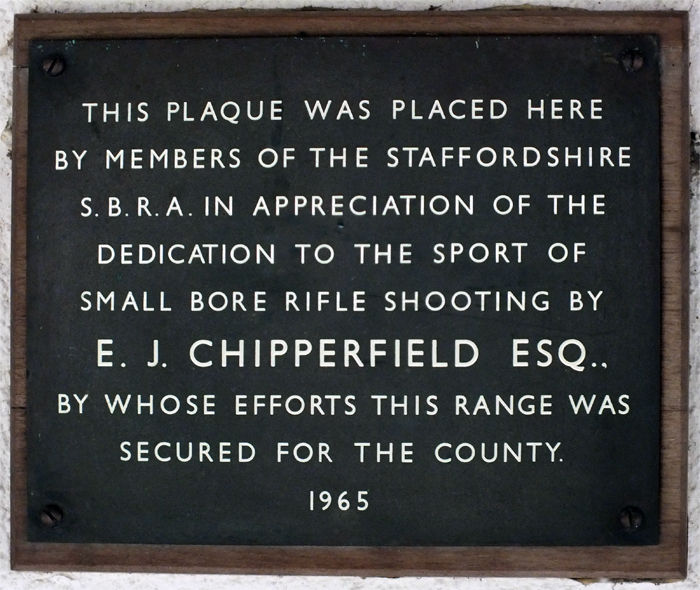 THIS PLAQUE WAS PLACED HERE
BY MEMBERS OF THE STAFFORDSHIRE
S.B.R.A. IN APPRECIATION OF THE
DEDICATION TO THE SPORT OF
SMALL BORE RIFLE SHOOTING BY
E. J. CHIPPERFIELD ESQ.,
BY WHOSE EFFORTS THIS RANGE WAS
SECURED FOR THE COUNTY.
1965